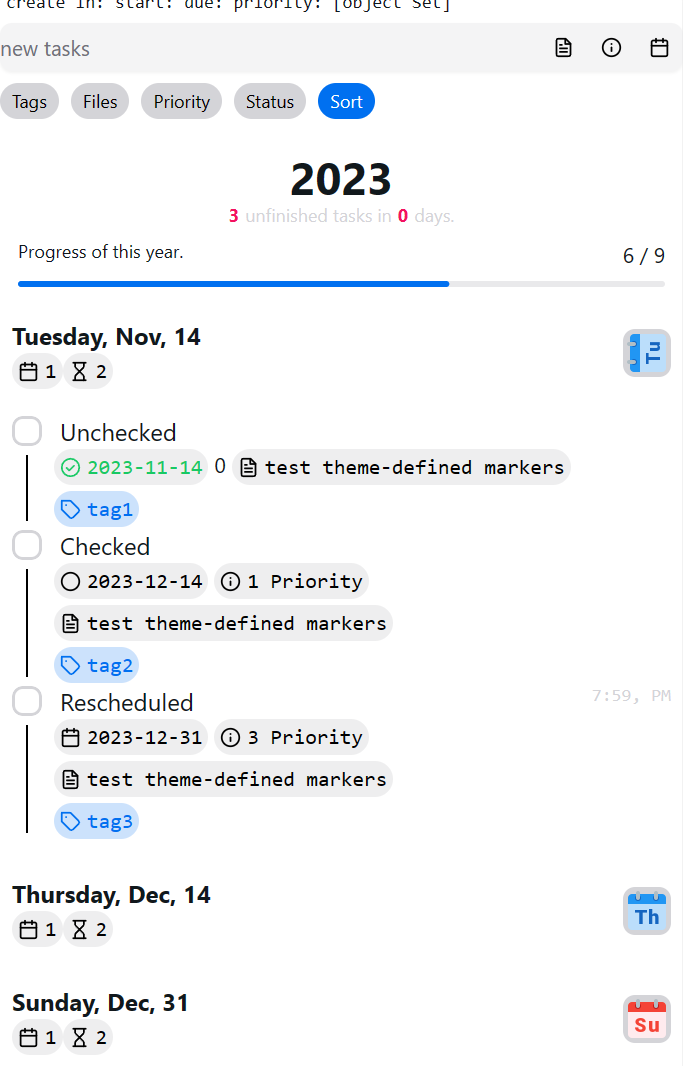 create in: start: due: priority: [object Set]
new tasks
Tags Files Priority Status Sort
2023
3 unfinished tasks in 0 days.
Progress of this year. 6 / 9
Tuesday, Nov, 14 Tu
1 2
Unchecked
2023-11-14 0 test theme-defined markers
tag1
Checked
2023-12-14 1 Priority
test theme-defined markers
tag2
Rescheduled 7:59, PM
2023-12-31 3 Priority
test theme-defined markers
tag3
Thursday, Dec, 14 Th
1 2
Sunday, Dec, 31 Su
1 2